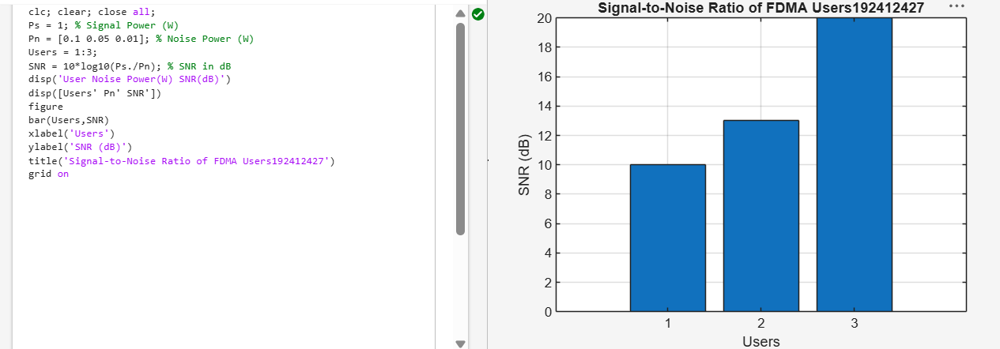 clc; clear; close all;
Ps = 1; % Signal Power (W)
Pn = [0.1 0.05 0.01]; % Noise Power (W)
Users = 1:3;
SNR = 10*log10(Ps./Pn); % SNR in dB
disp('User Noise Power(W) SNR(dB)')
disp([Users' Pn' SNR'])
figure
bar(Users,SNR)
xlabel('Users')
ylabel('SNR (dB)')
title('Signal-to-Noise Ratio of FDMA Users192412427')
grid on
Signal-to-Noise Ratio of FDMA Users192412427
SNR (dB)
20
18
16
14
12
10
8
6
4
2
0
1 2 3
Users